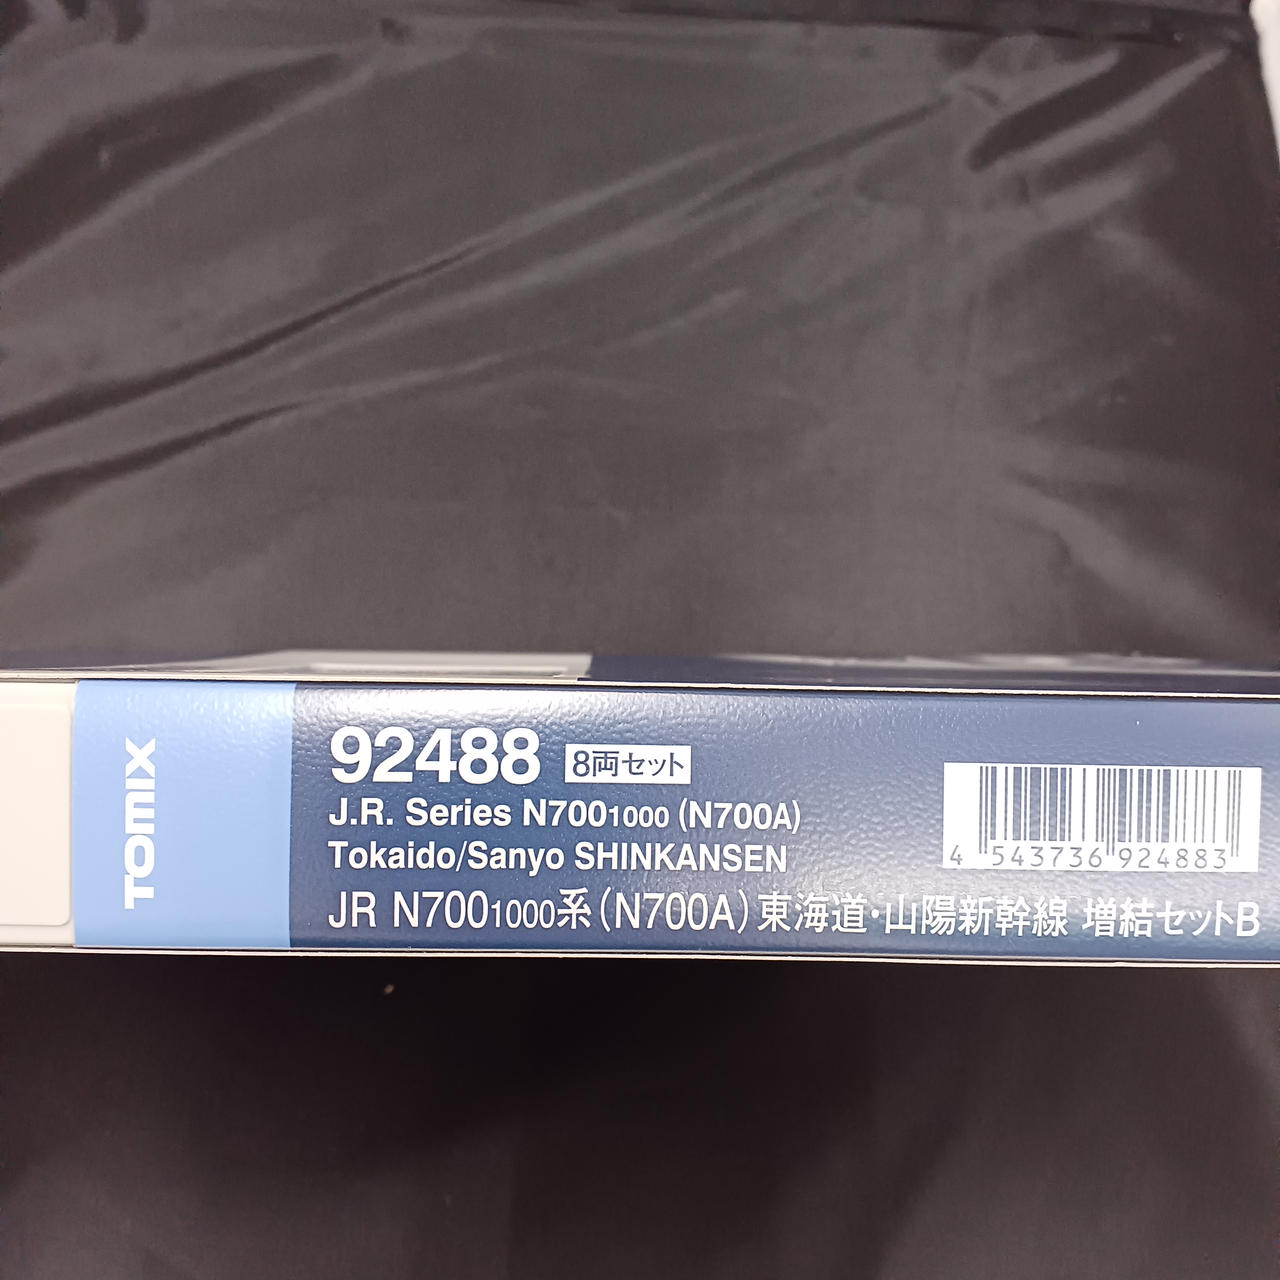 TOMIX
92488 8両セット
J.R. Series N7001000 (N700A)
Tokaido/Sanyo SHINKANSEN
JR N7001000系(N700A)東海道・山陽新幹線 増結セットB
4 543736 924883